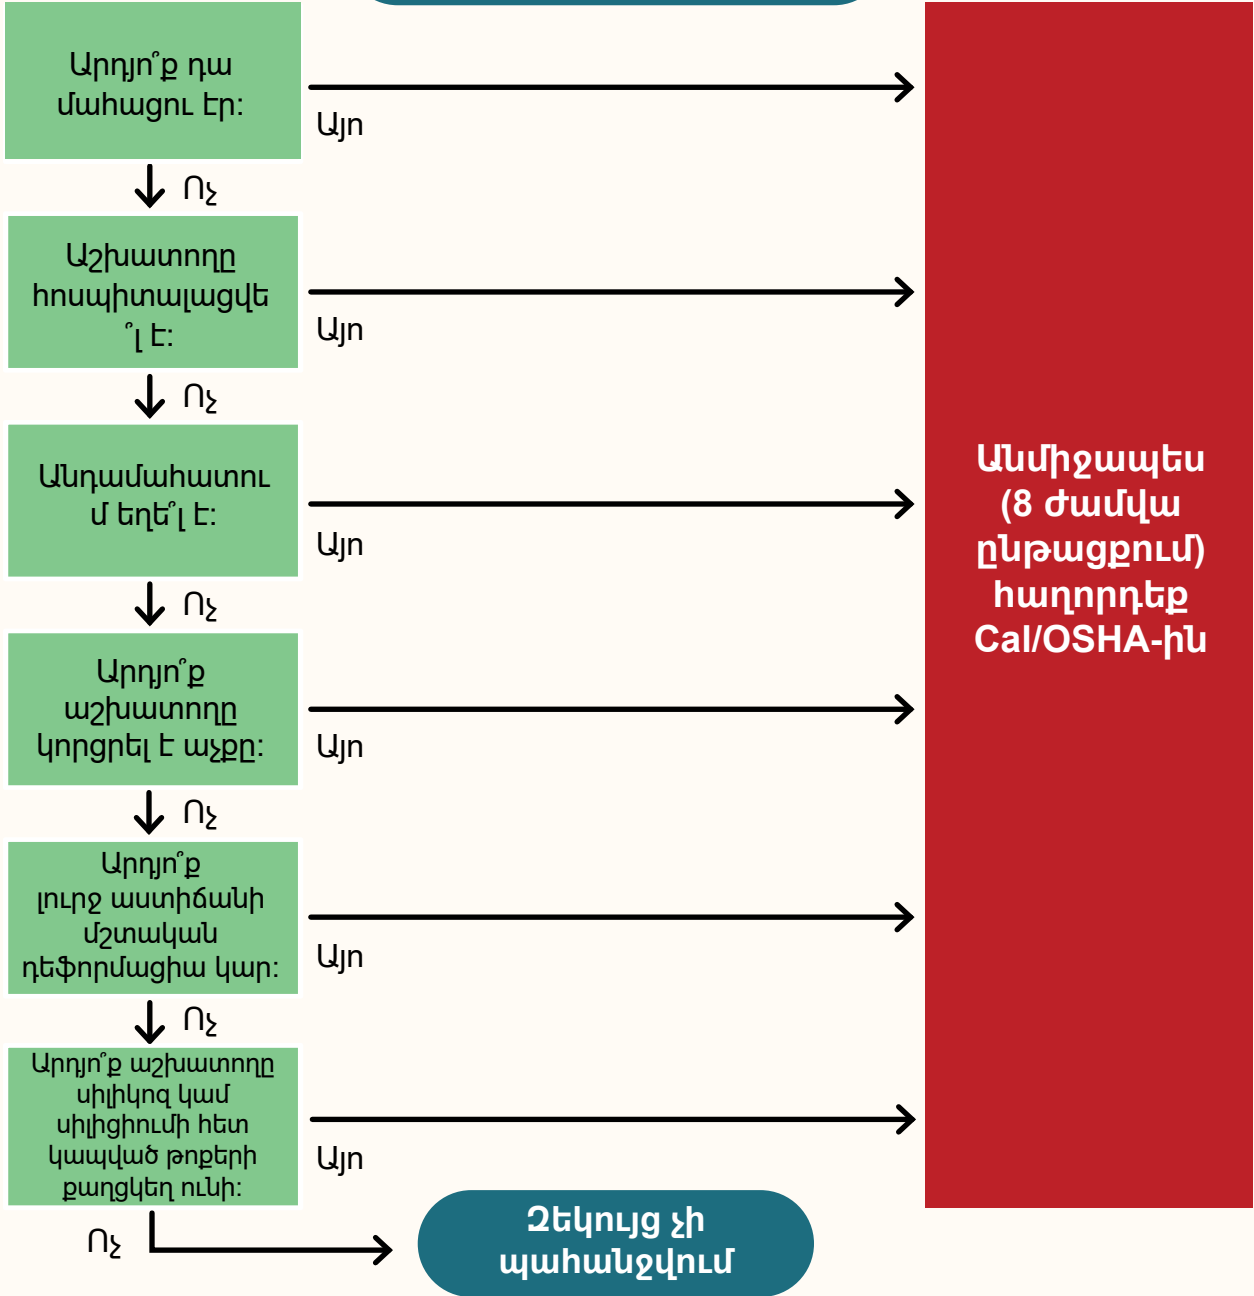 Արդյո՞ք դա
մահացու էր:
Այո
Ոչ
Աշխատողը
հոսպիտալացվե
՞լ է:
Այո
Ոչ
Անդամահատու
մ եղե՞լ է:
Այո
Ոչ
Արդյո՞ք
աշխատողը
կորցրել է աչքը:
Այո
Ոչ
Արդյո՞ք
լուրջ աստիճանի
մշտական
դեֆորմացիա կար:
Այո
Ոչ
Արդյո՞ք աշխատողը
սիլիկոզ կամ
սիլիցիումի հետ
կապված թոքերի
քաղցկեղ ունի:
Այո
Ոչ
Զեկույց չի
պահանջվում
Անմիջապես
(8 ժամվա
ընթացքում)
հաղորդեք
Cal/OSHA-ին